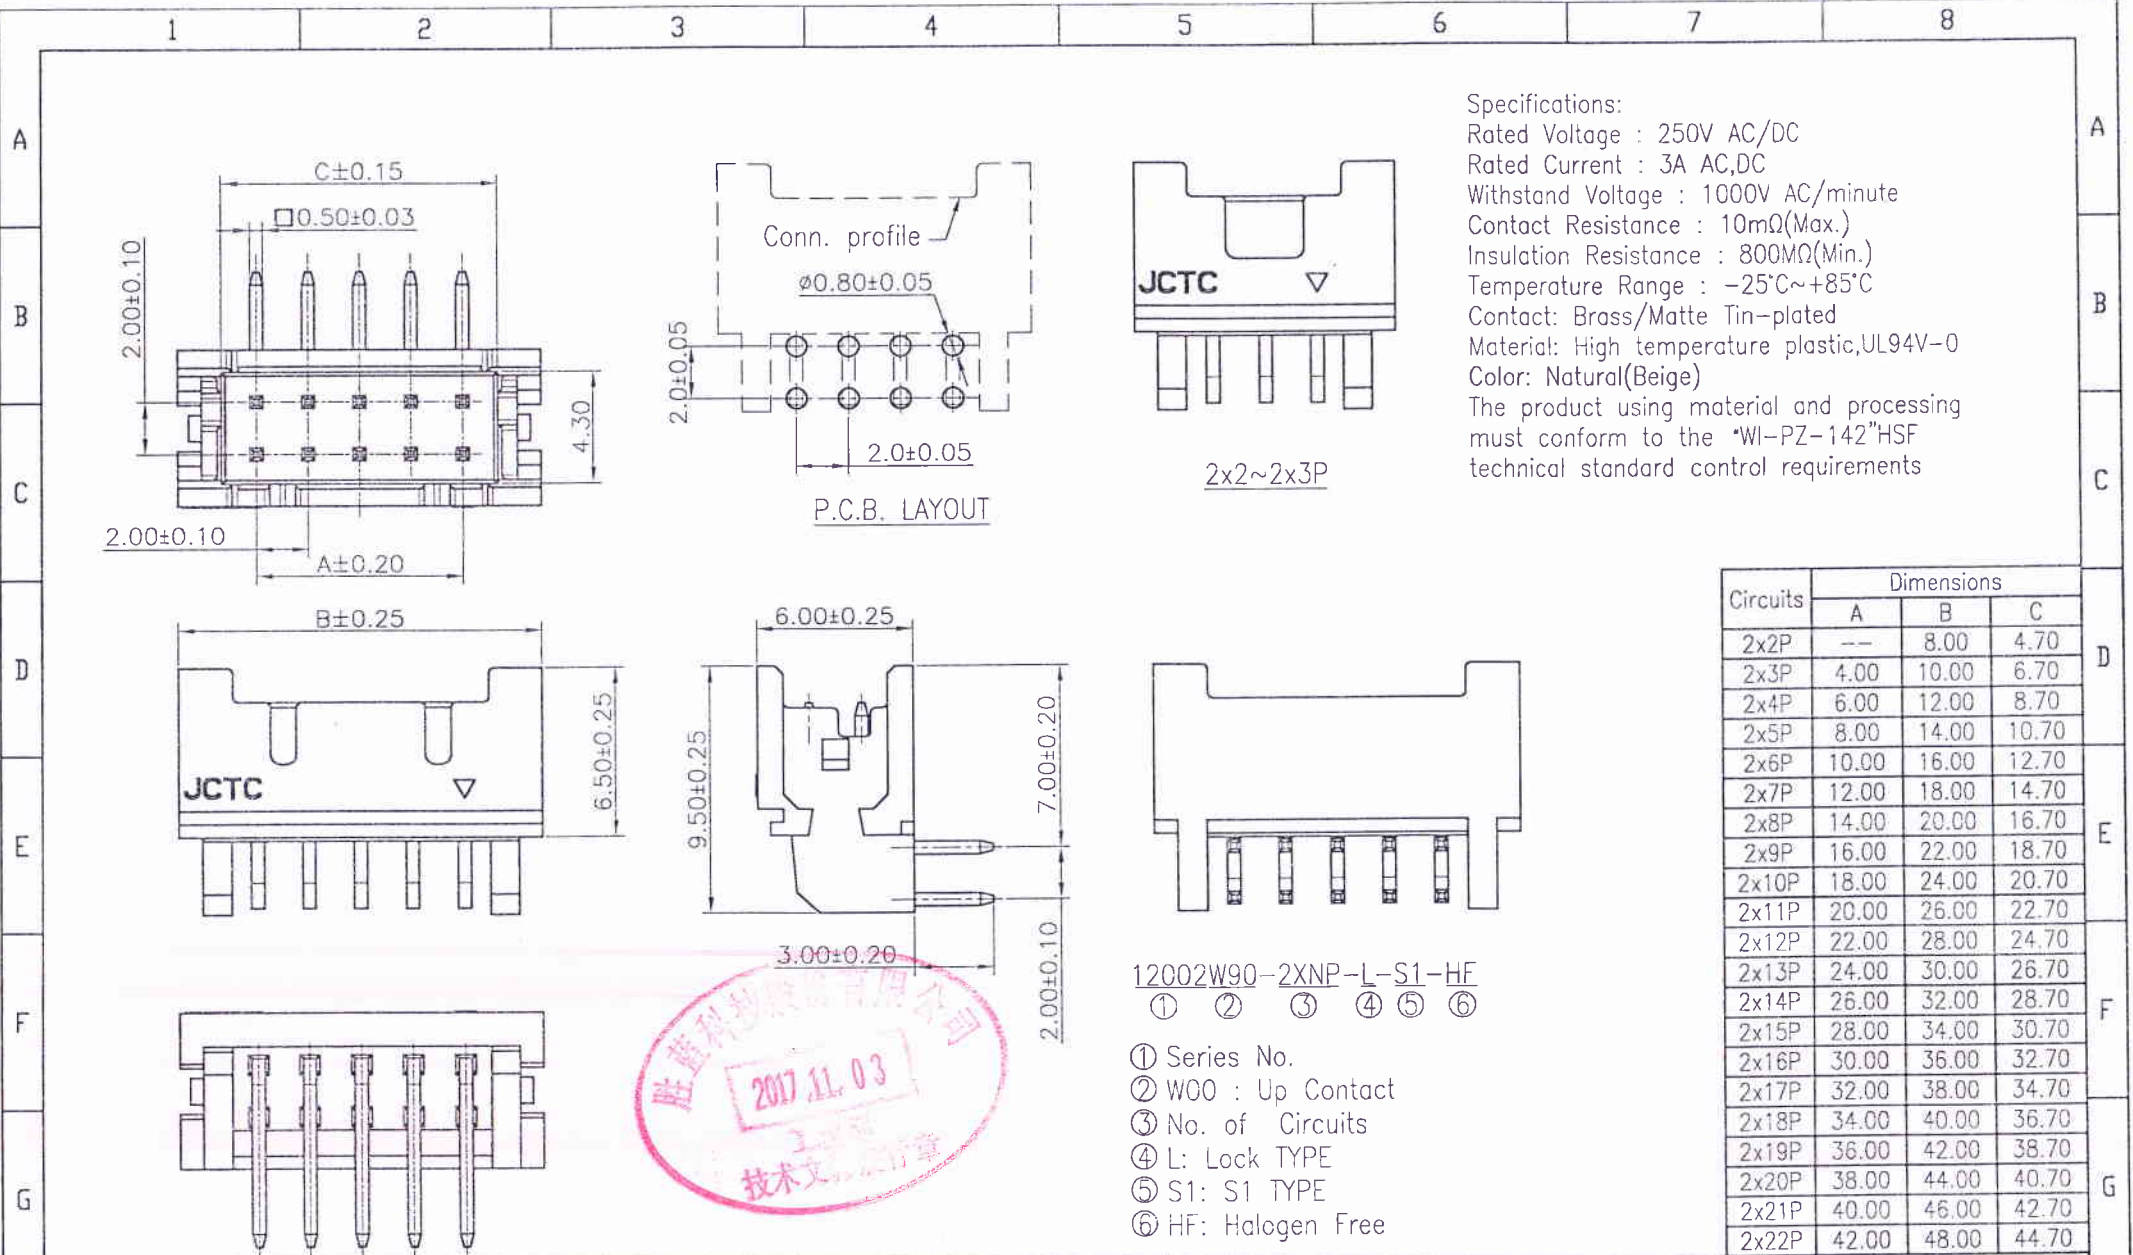 1 2 3 4 5 6 7 8
A
B
C
D
E
F
G
A
B
C
D
E
F
G
C±0.15
□0.50±0.03
2.00±0.10
4.30
2.00±0.10
A±0.20
Conn. profile
ø0.80±0.05
2.0±0.05
2.0±0.05
P.C.B. LAYOUT
JCTC ▽
2x2~2x3P
Specifications:
Rated Voltage : 250V AC/DC
Rated Current : 3A AC,DC
Withstand Voltage : 1000V AC/minute
Contact Resistance : 10mΩ(Max.)
Insulation Resistance : 800MΩ(Min.)
Temperature Range : -25°C~+85°C
Contact: Brass/Matte Tin-plated
Material: High temperature plastic,UL94V-0
Color: Natural(Beige)
The product using material and processing
must conform to the "WI-PZ-142"HSF
technical standard control requirements
B±0.25
6.50±0.25
JCTC ▽
6.00±0.25
9.50±0.25
7.00±0.20
3.00±0.20
2.00±0.10
12002W90-2XNP-L-S1-HF
① ② ③ ④ ⑤ ⑥
① Series No.
② W00 : Up Contact
③ No. of Circuits
④ L: Lock TYPE
⑤ S1: S1 TYPE
⑥ HF: Halogen Free
科技 有限公司
2017.11.03
技术文 章
Circuits Dimensions
A B C
2x2P -- 8.00 4.70
2x3P 4.00 10.00 6.70
2x4P 6.00 12.00 8.70
2x5P 8.00 14.00 10.70
2x6P 10.00 16.00 12.70
2x7P 12.00 18.00 14.70
2x8P 14.00 20.00 16.70
2x9P 16.00 22.00 18.70
2x10P 18.00 24.00 20.70
2x11P 20.00 26.00 22.70
2x12P 22.00 28.00 24.70
2x13P 24.00 30.00 26.70
2x14P 26.00 32.00 28.70
2x15P 28.00 34.00 30.70
2x16P 30.00 36.00 32.70
2x17P 32.00 38.00 34.70
2x18P 34.00 40.00 36.70
2x19P 36.00 42.00 38.70
2x20P 38.00 44.00 40.70
2x21P 40.00 46.00 42.70
2x22P 42.00 48.00 44.70